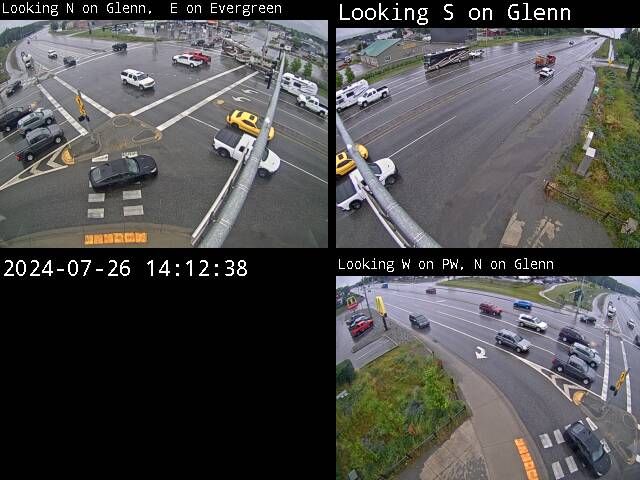 Looking N on Glenn,  E on Evergreen
Looking S on Glenn
2024-07-26 14:12:38
Looking W on PW, N on Glenn